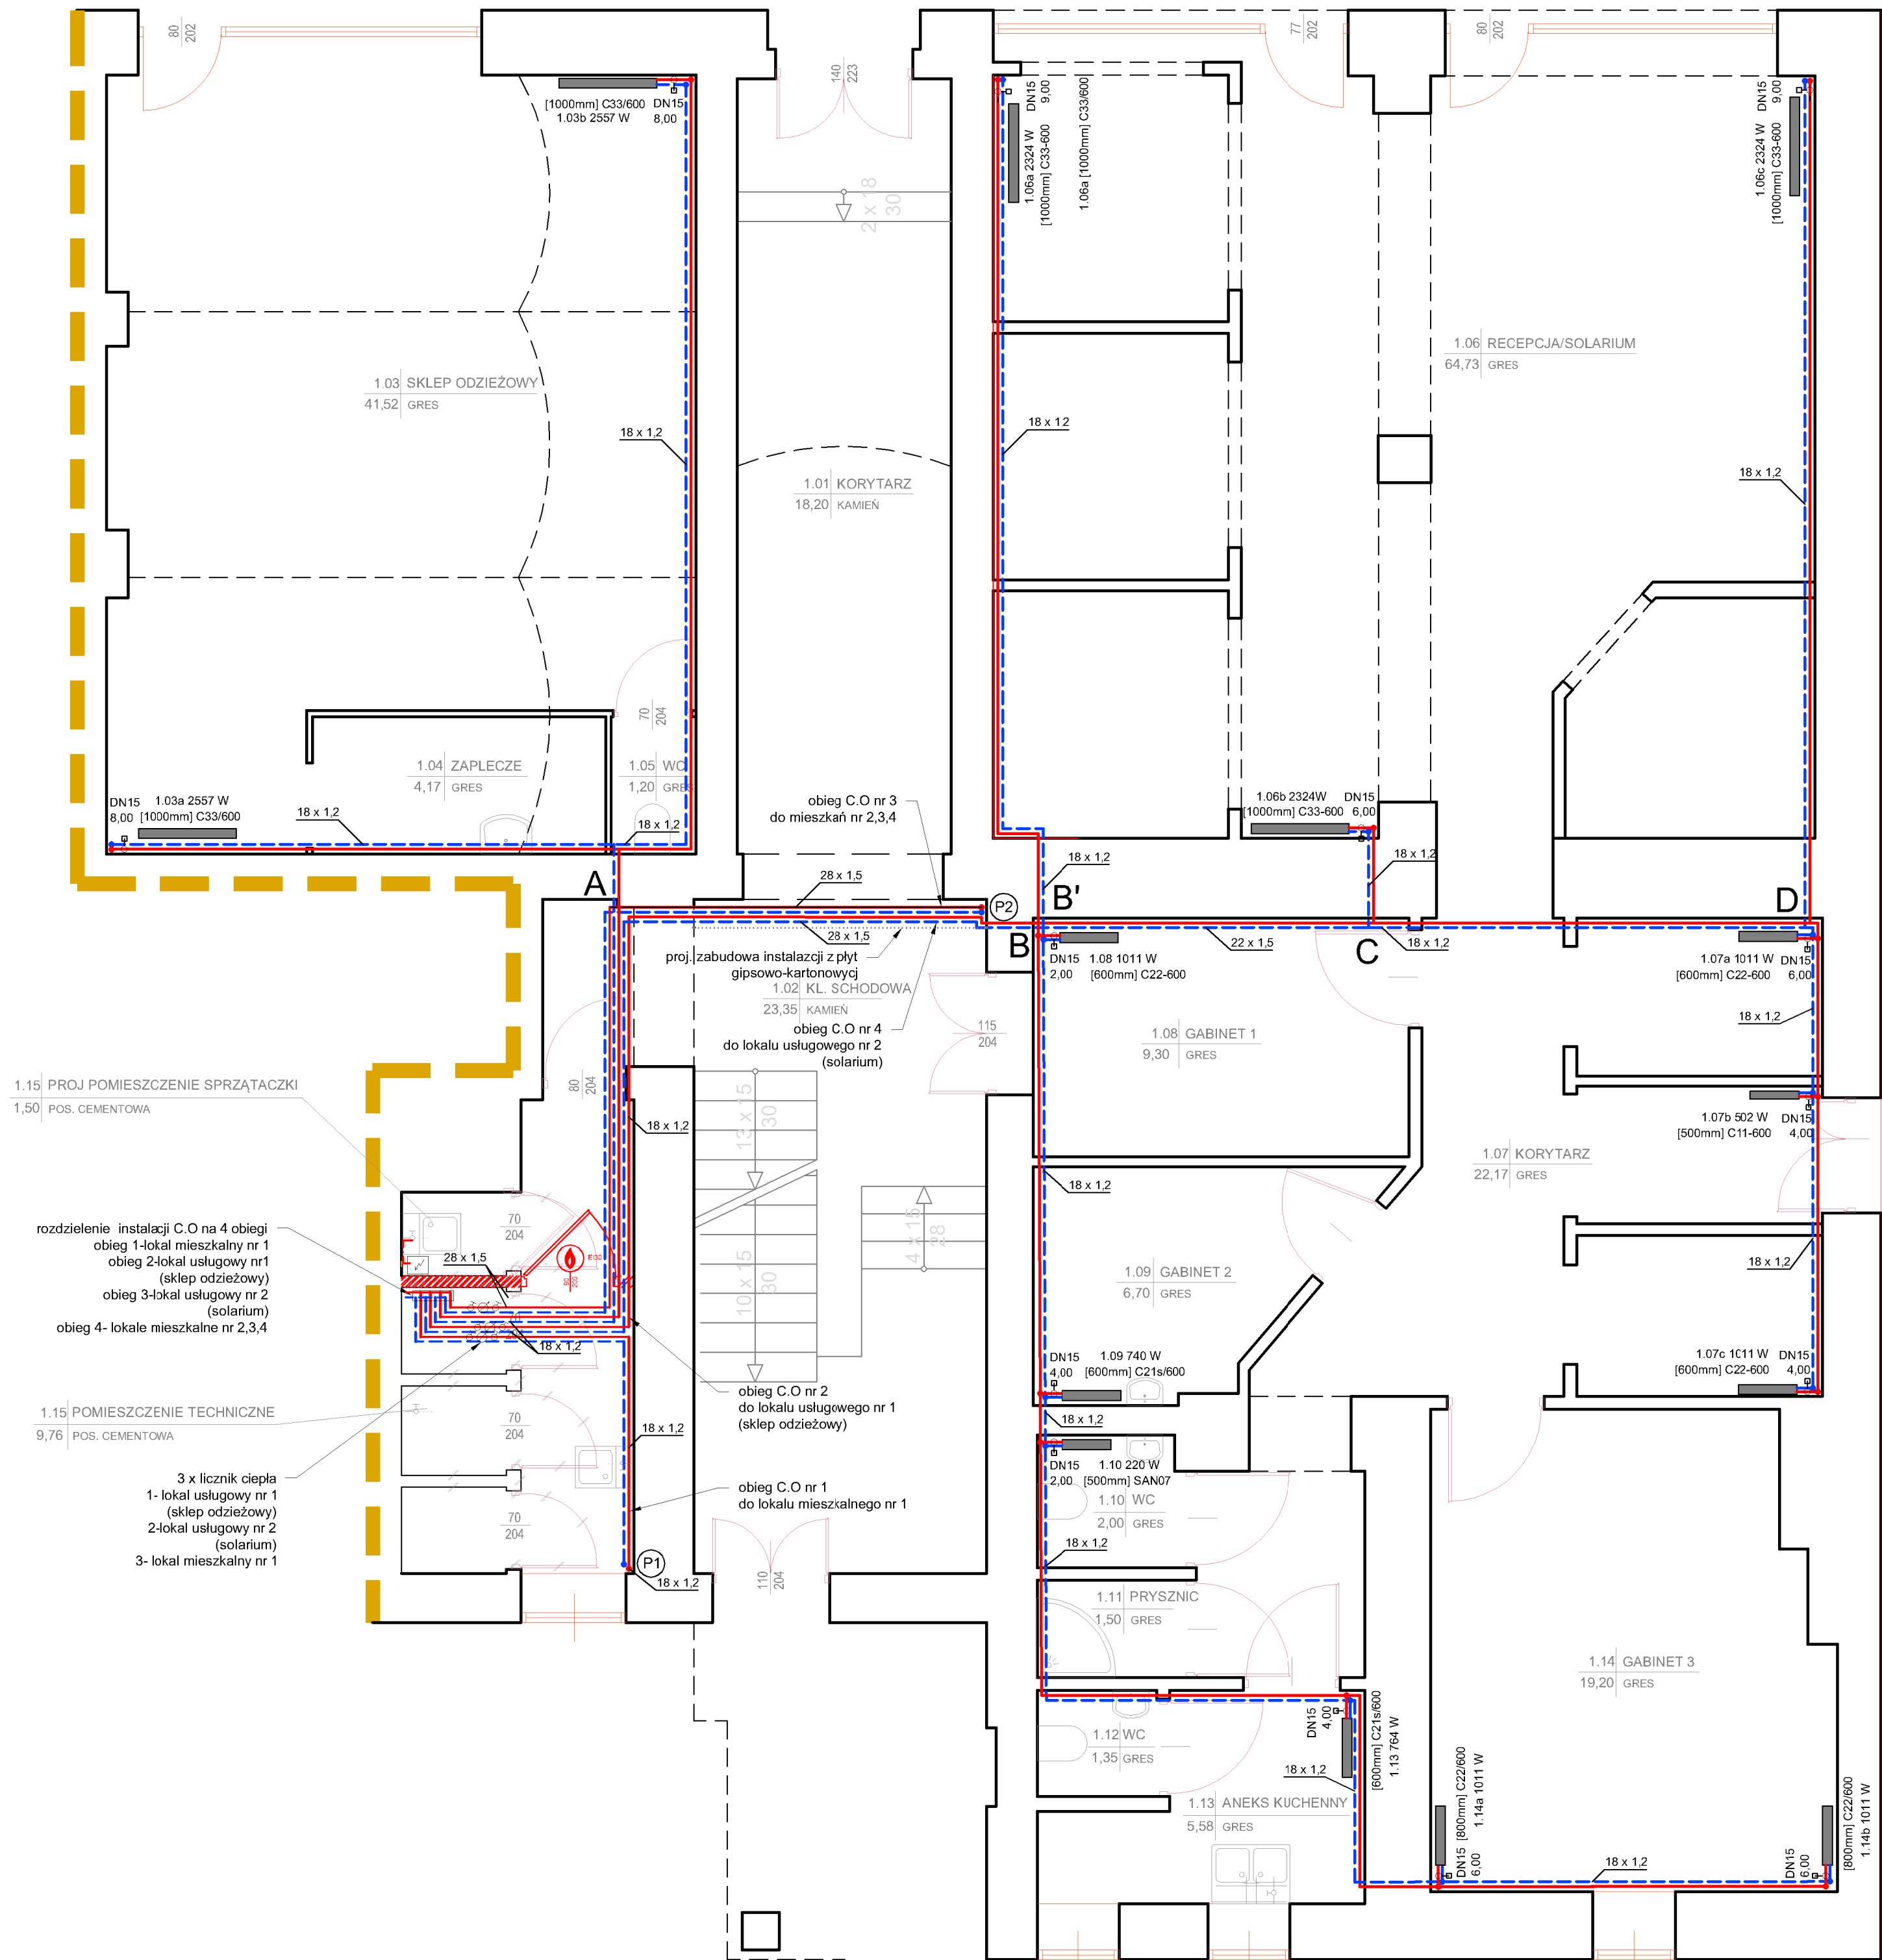 80
202
140
223
77
202
80
202
[1000mm] C33/600 DN15
1.03b 2557 W 8,00
2 x 18
30
DN15
9,00
1.06a 2324 W
[1000mm] C33-600
1.06a [1000mm] C33/600
DN15
9,00
1.06c 2324 W
[1000mm] C33-600
1.03 SKLEP ODZIEŻOWY
41,52 GRES
1.06 RECEPCJA/SOLARIUM
64,73 GRES
18 x 1,2
18 x 1,2
18 x 1,2
1.01 KORYTARZ
18,20 KAMIEŃ
70
204
1.04 ZAPLECZE
4,17 GRES
1.05 WC
1,20 GRES
DN15 1.03a 2557 W
8,00 [1000mm] C33/600
18 x 1,2
18 x 1,2
obieg C.O nr 3
do mieszkań nr 2,3,4
1.06b 2324W DN15
[1000mm] C33-600 6,00
18 x 1,2
18 x 1,2
A
28 x 1,5
P2
B'
D
28 x 1,5
B
22 x 1,5
C
18 x 1,2
proj. zabudowa instalazcji z płyt
gipsowo-kartonowycj
1.02 KL. SCHODOWA
23,35 KAMIEŃ
DN15 1.08 1011 W
2,00 [600mm] C22-600
1.07a 1011 W DN15
[600mm] C22-600 6,00
obieg C.O nr 4
do lokalu usługowego nr 2
(solarium)
115
204
1.08 GABINET 1
9,30 GRES
18 x 1,2
80
204
1.15 PROJ POMIESZCZENIE SPRZĄTACZKI
1,50 POS. CEMENTOWA
18 x 1,2
13 x 15
30
1.07b 502 W DN15
[500mm] C11-600 4,00
1.07 KORYTARZ
22,17 GRES
18 x 1,2
4 x 15
28
rozdzielenie instalacji C.O na 4 obiegi
obieg 1-lokal mieszkalny nr 1
obieg 2-lokal usługowy nr1
(sklep odzieżowy)
obieg 3-lokal usługowy nr 2
(solarium)
obieg 4- lokale mieszkalne nr 2,3,4
70
204
28 x 1,5
90
200
10 x 15
30
1.09 GABINET 2
6,70 GRES
18 x 1,2
18 x 1,2
DN15 1.09 740 W
4,00 [600mm] C21s/600
1.07c 1011 W DN15
[600mm] C22-600 4,00
obieg C.O nr 2
do lokalu usługowego nr 1
(sklep odzieżowy)
1.15 POMIESZCZENIE TECHNICZNE
9,76 POS. CEMENTOWA
70
204
18 x 1,2
18 x 1,2
DN15 1.10 220 W
2,00 [500mm] SAN07
3 x licznik ciepła
1- lokal usługowy nr 1
(sklep odzieżowy)
2-lokal usługowy nr 2
(solarium)
3- lokal mieszkalny nr 1
obieg C.O nr 1
do lokalu mieszkalnego nr 1
1.10 WC
2,00 GRES
70
204
18 x 1,2
P1
18 x 1,2
110
204
1.11 PRYSZNIC
1,50 GRES
1.14 GABINET 3
19,20 GRES
1.12 WC
1,35 GRES
DN15
4,00
[600mm] C21s/600
1.13 764 W
18 x 1,2
1.13 ANEKS KUCHENNY
5,58 GRES
DN15 [800mm] C22/600
6,00 1.14a 1011 W
18 x 1,2
DN15
6,00
[800mm] C22/600
1.14b 1011 W